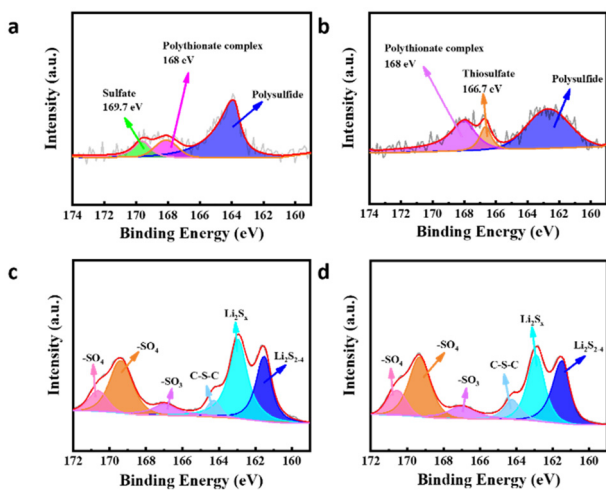 a
Intensity (a.u.)
Sulfate
169.7 eV
Polythionate complex
168 eV
Polysulfide
174 172 170 168 166 164 162 160
Binding Energy (eV)
b
Intensity (a.u.)
Polythionate complex
168 eV
Thiosulfate
166.7 eV
Polysulfide
174 172 170 168 166 164 162 160
Binding Energy (eV)
c
Intensity (a.u.)
-SO₄
-SO₄
-SO₃
C-S-C
Li₂Sₓ
Li₂S₂₋₄
172 170 168 166 164 162 160
Binding Energy (eV)
d
Intensity (a.u.)
-SO₄
-SO₄
-SO₃
C-S-C
Li₂Sₓ
Li₂S₂₋₄
172 170 168 166 164 162 160
Binding Energy (eV)